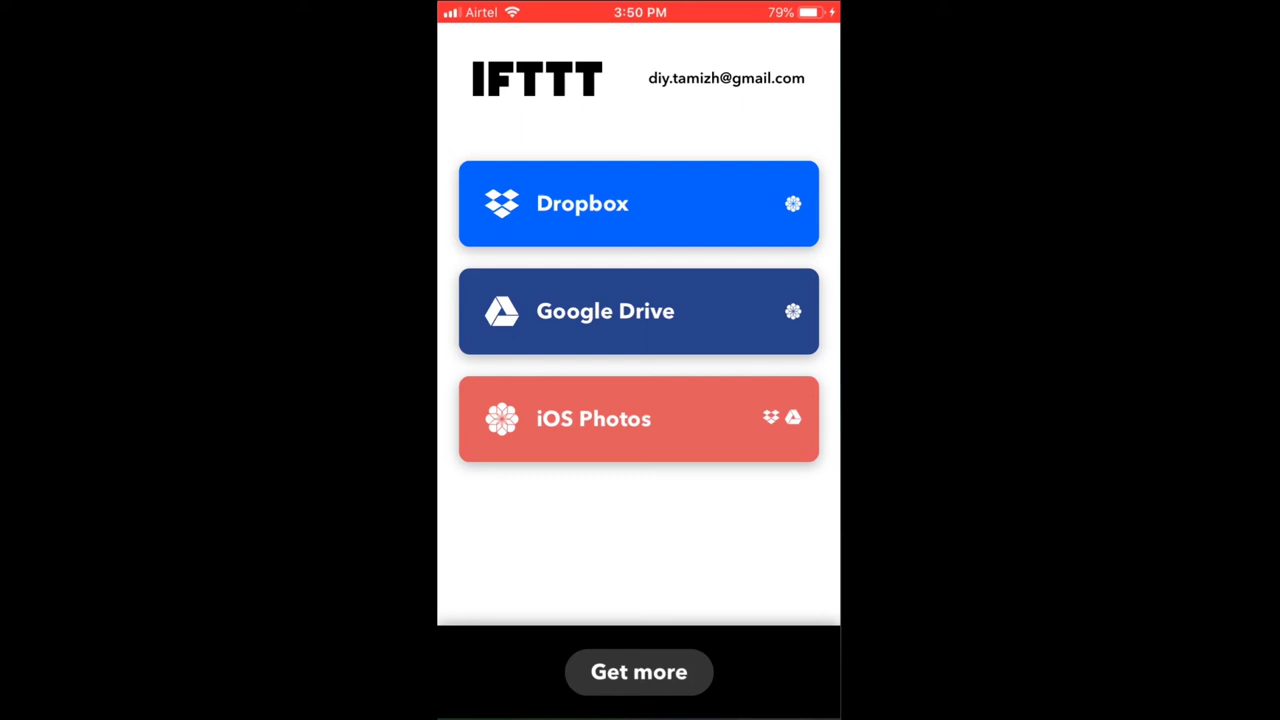 Airtel 3:50 PM 79%
IFTTT diy.tamizh@gmail.com
Dropbox
Google Drive
iOS Photos
Get more